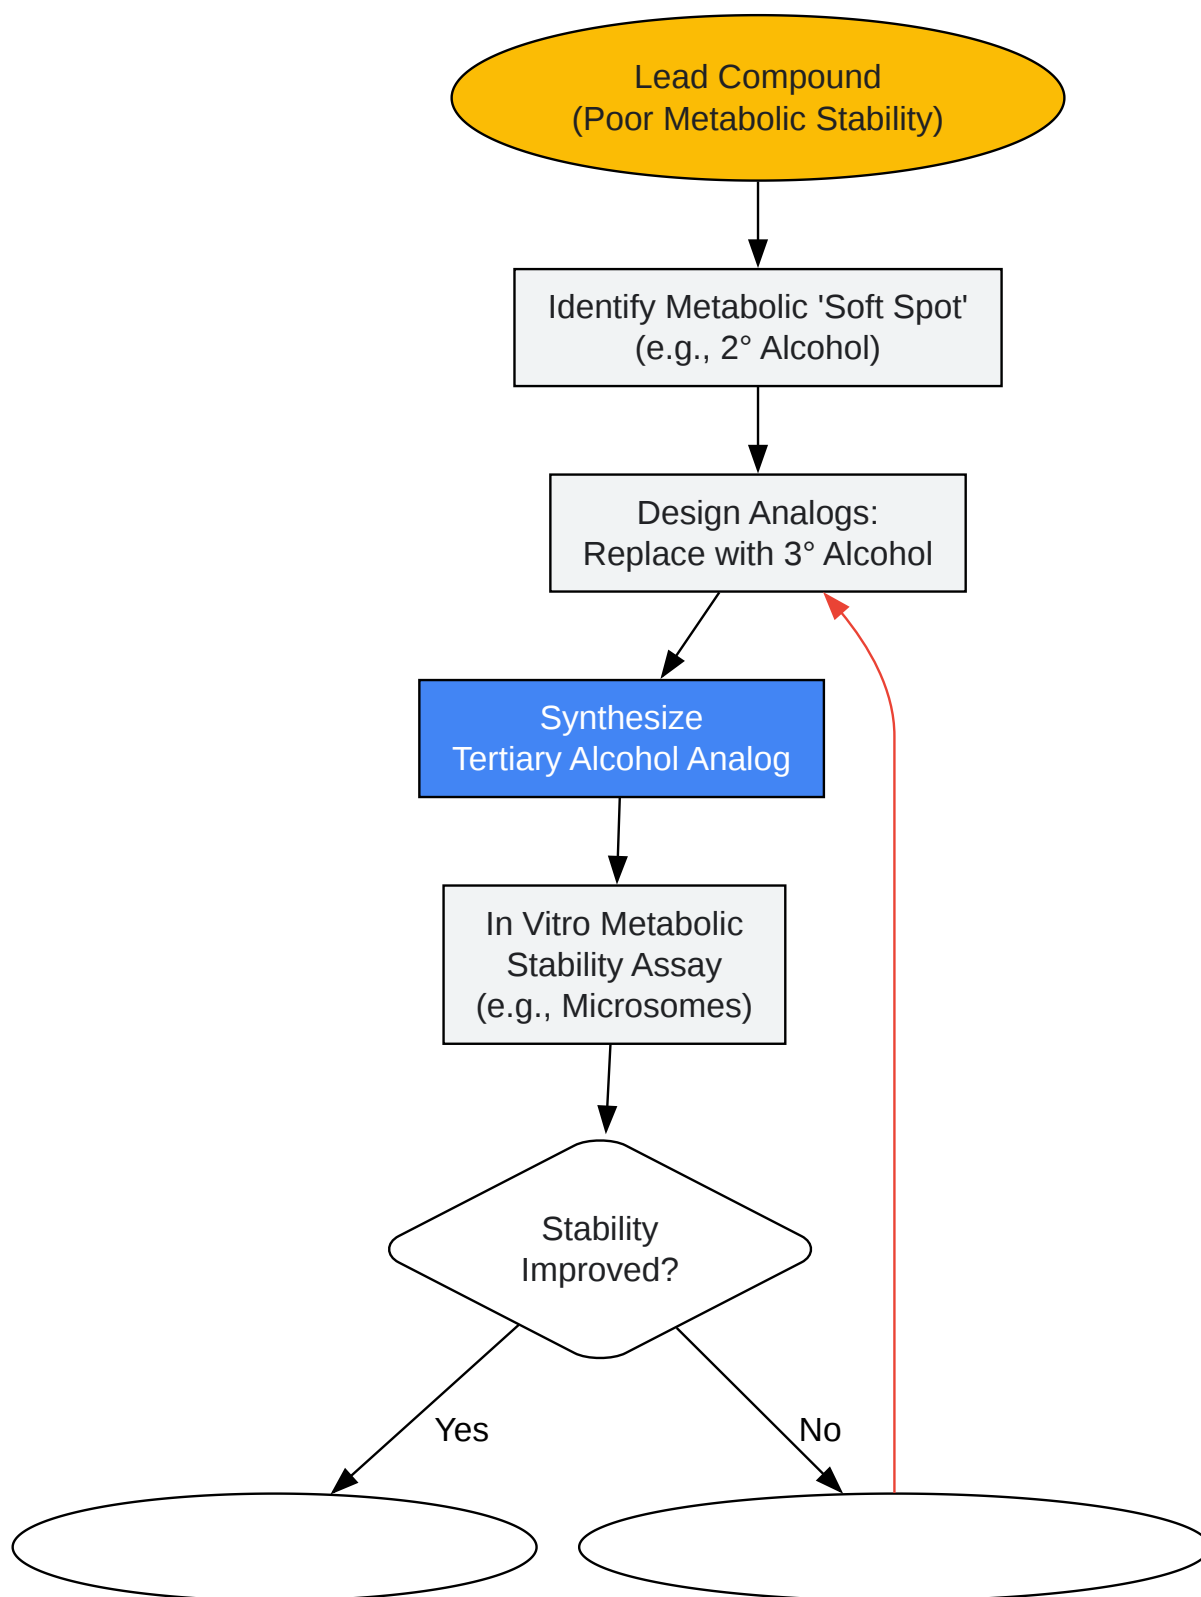 Lead Compound
(Poor Metabolic Stability)
Identify Metabolic 'Soft Spot'
(e.g., 2° Alcohol)
Design Analogs:
Replace with 3° Alcohol
Synthesize
Tertiary Alcohol Analog
In Vitro Metabolic
Stability Assay
(e.g., Microsomes)
Stability
Improved?
Yes
No